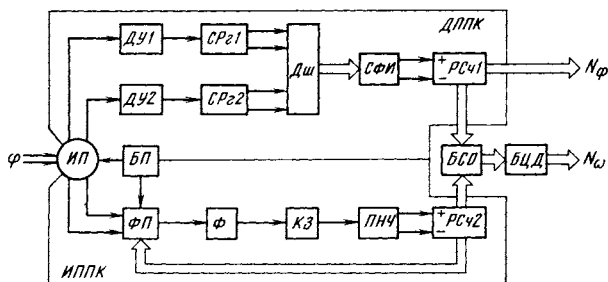 ДППК
ДУ1
СРг1
ДУ2
СРг2
Дш
СФИ
+ РСч1
−
Nφ
φ
ИП
БП
БСО
БЦД
Nω
ФП
Ф
КЗ
ПНЧ
+ РСч2
−
ИППК